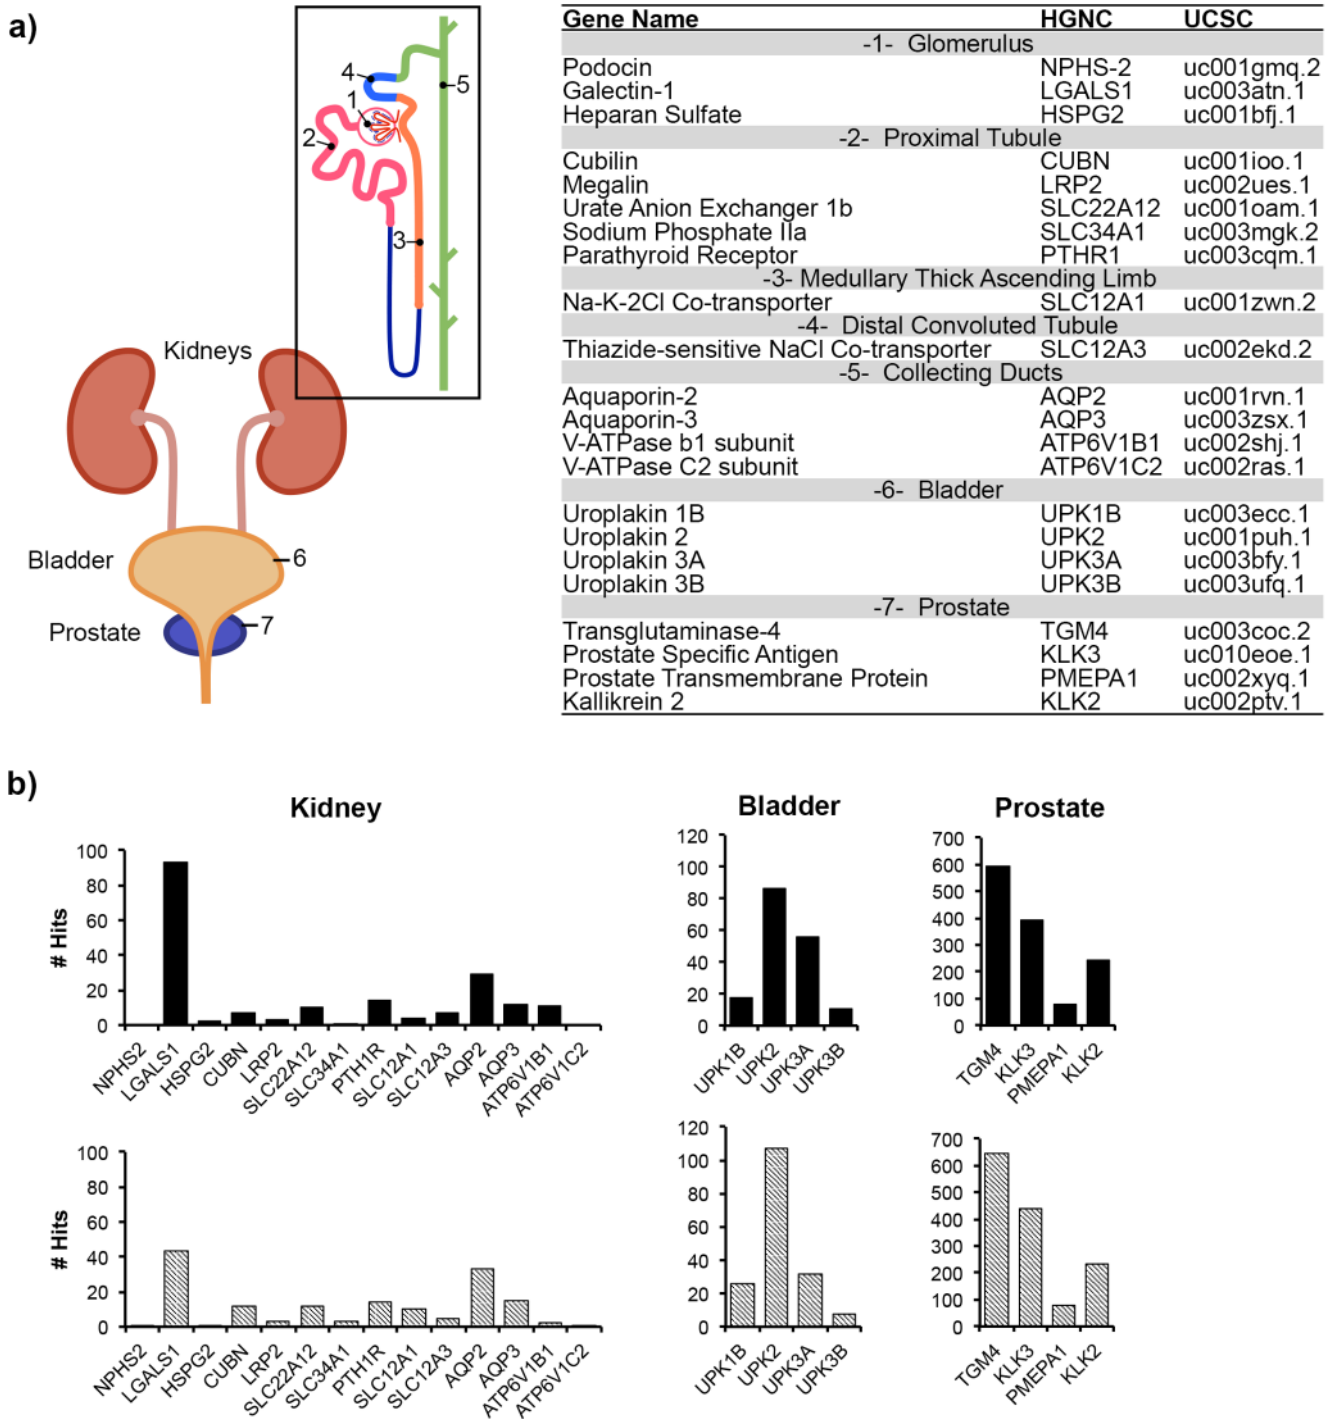 a)
4
5
1
2
3
Kidneys
Bladder
6
Prostate
7
Gene Name HGNC UCSC
-1- Glomerulus
Podocin NPHS-2 uc001gmq.2
Galectin-1 LGALS1 uc003atn.1
Heparan Sulfate HSPG2 uc001bfj.1
-2- Proximal Tubule
Cubilin CUBN uc001ioo.1
Megalin LRP2 uc002ues.1
Urate Anion Exchanger 1b SLC22A12 uc001oam.1
Sodium Phosphate IIa SLC34A1 uc003mgk.2
Parathyroid Receptor PTHR1 uc003cqm.1
-3- Medullary Thick Ascending Limb
Na-K-2Cl Co-transporter SLC12A1 uc001zwn.2
-4- Distal Convoluted Tubule
Thiazide-sensitive NaCl Co-transporter SLC12A3 uc002ekd.2
-5- Collecting Ducts
Aquaporin-2 AQP2 uc001rvn.1
Aquaporin-3 AQP3 uc003zsx.1
V-ATPase b1 subunit ATP6V1B1 uc002shj.1
V-ATPase C2 subunit ATP6V1C2 uc002ras.1
-6- Bladder
Uroplakin 1B UPK1B uc003ecc.1
Uroplakin 2 UPK2 uc001puh.1
Uroplakin 3A UPK3A uc003bfy.1
Uroplakin 3B UPK3B uc003ufq.1
-7- Prostate
Transglutaminase-4 TGM4 uc003coc.2
Prostate Specific Antigen KLK3 uc010eoe.1
Prostate Transmembrane Protein PMEPA1 uc002xyq.1
Kallikrein 2 KLK2 uc002ptv.1
b)
Kidney
# Hits
100
80
60
40
20
0
NPHS2 LGALS1 HSPG2 CUBN LRP2 SLC22A12 SLC34A1 PTH1R SLC12A1 SLC12A3 AQP2 AQP3 ATP6V1B1 ATP6V1C2
Bladder
120
100
80
60
40
20
0
UPK1B UPK2 UPK3A UPK3B
Prostate
700
600
500
400
300
200
100
0
TGM4 KLK3 PMEPA1 KLK2
# Hits
100
80
60
40
20
0
NPHS2 LGALS1 HSPG2 CUBN LRP2 SLC22A12 SLC34A1 PTH1R SLC12A1 SLC12A3 AQP2 AQP3 ATP6V1B1 ATP6V1C2
120
100
80
60
40
20
0
UPK1B UPK2 UPK3A UPK3B
700
600
500
400
300
200
100
0
TGM4 KLK3 PMEPA1 KLK2